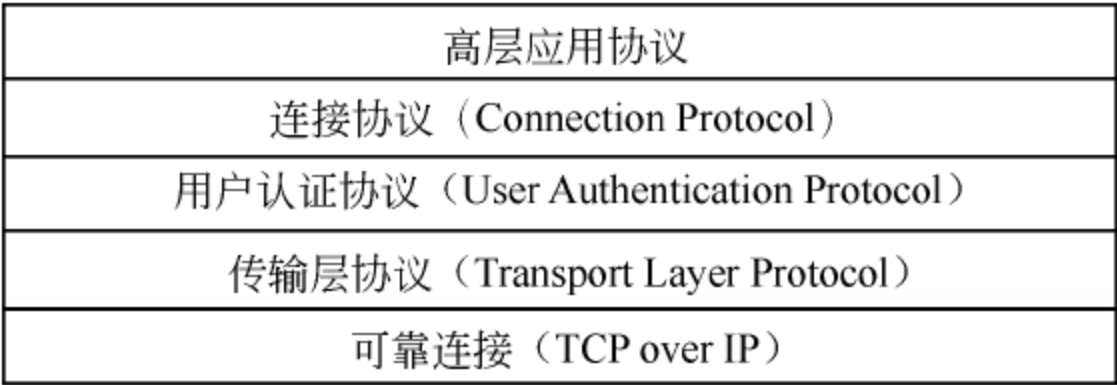 高层应用协议
连接协议（Connection Protocol）
用户认证协议（User Authentication Protocol）
传输层协议（Transport Layer Protocol）
可靠连接（TCP over IP）